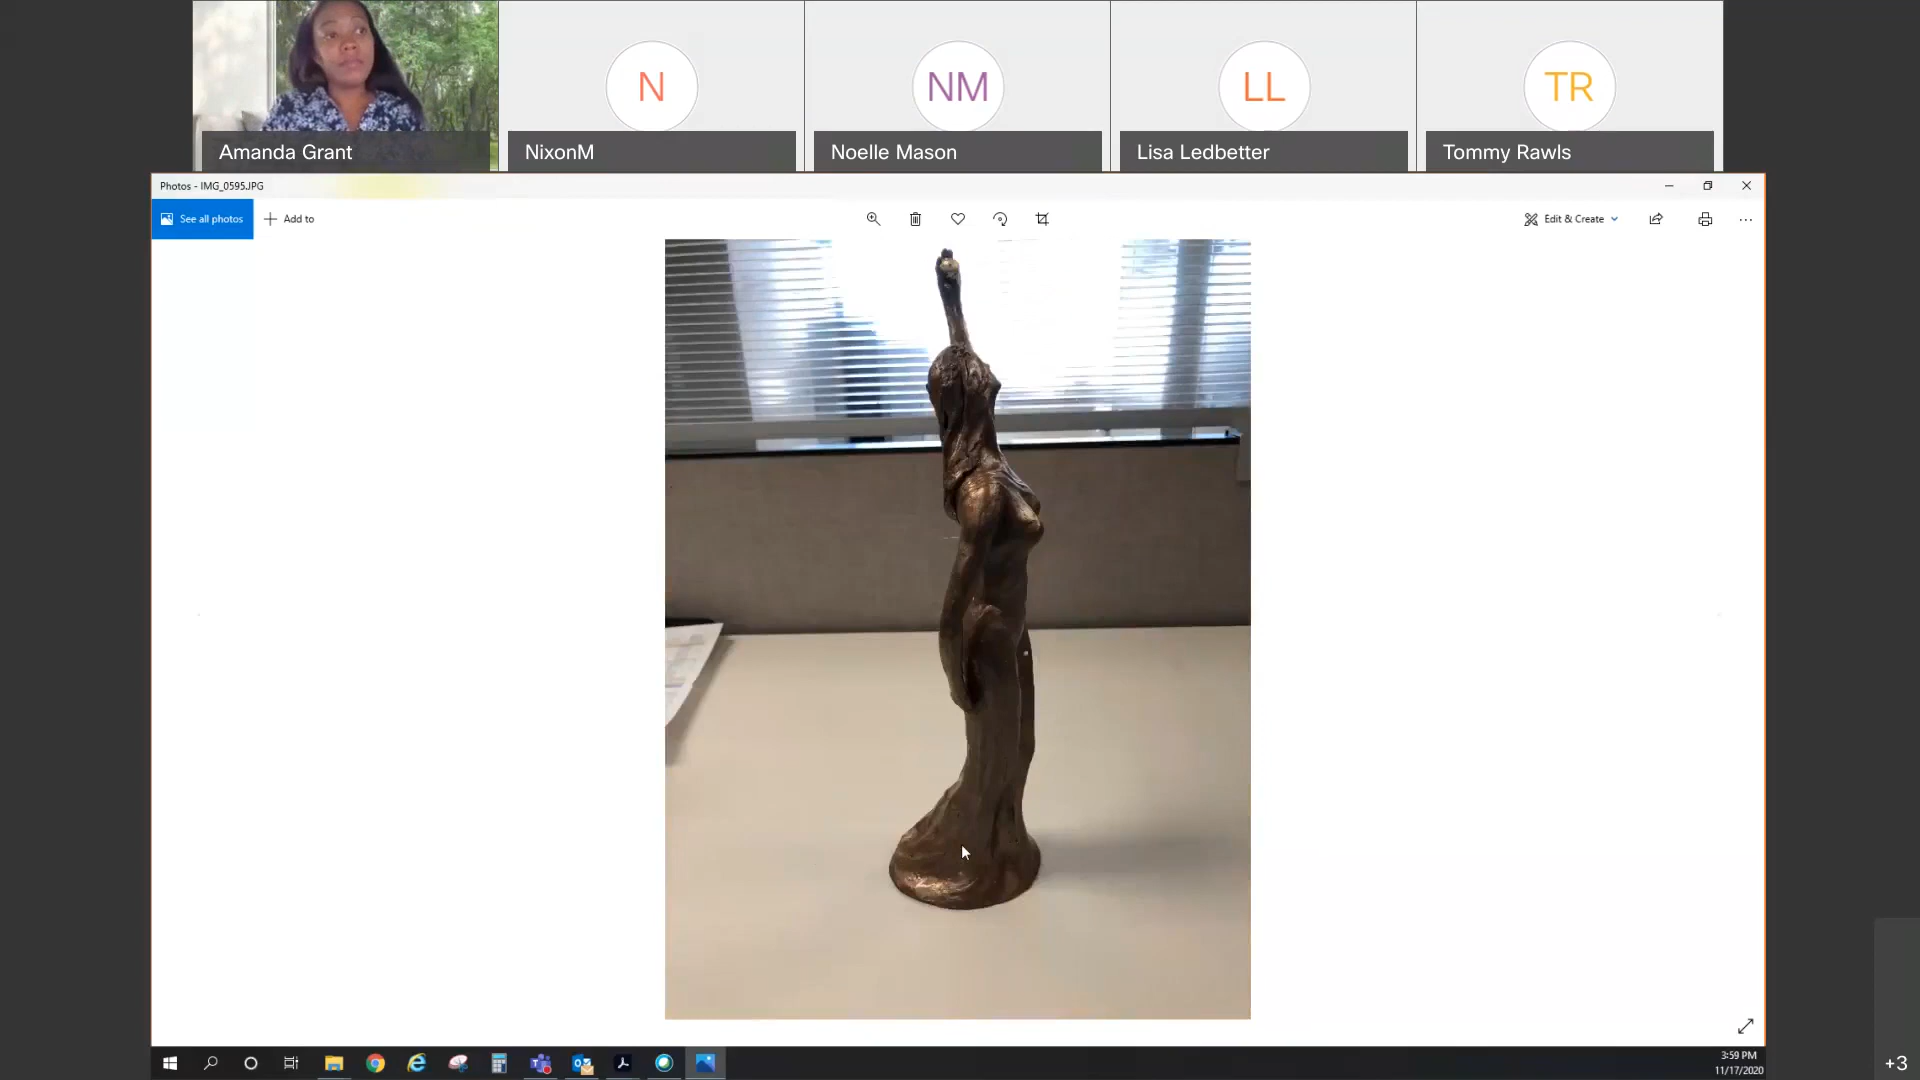 N
NM
LL
TR
Amanda Grant
NixonM
Noelle Mason
Lisa Ledbetter
Tommy Rawls
Photos - IMG_0595.JPG
See all photos
Add to
Edit & Create
3:59 PM
11/17/2020
+3